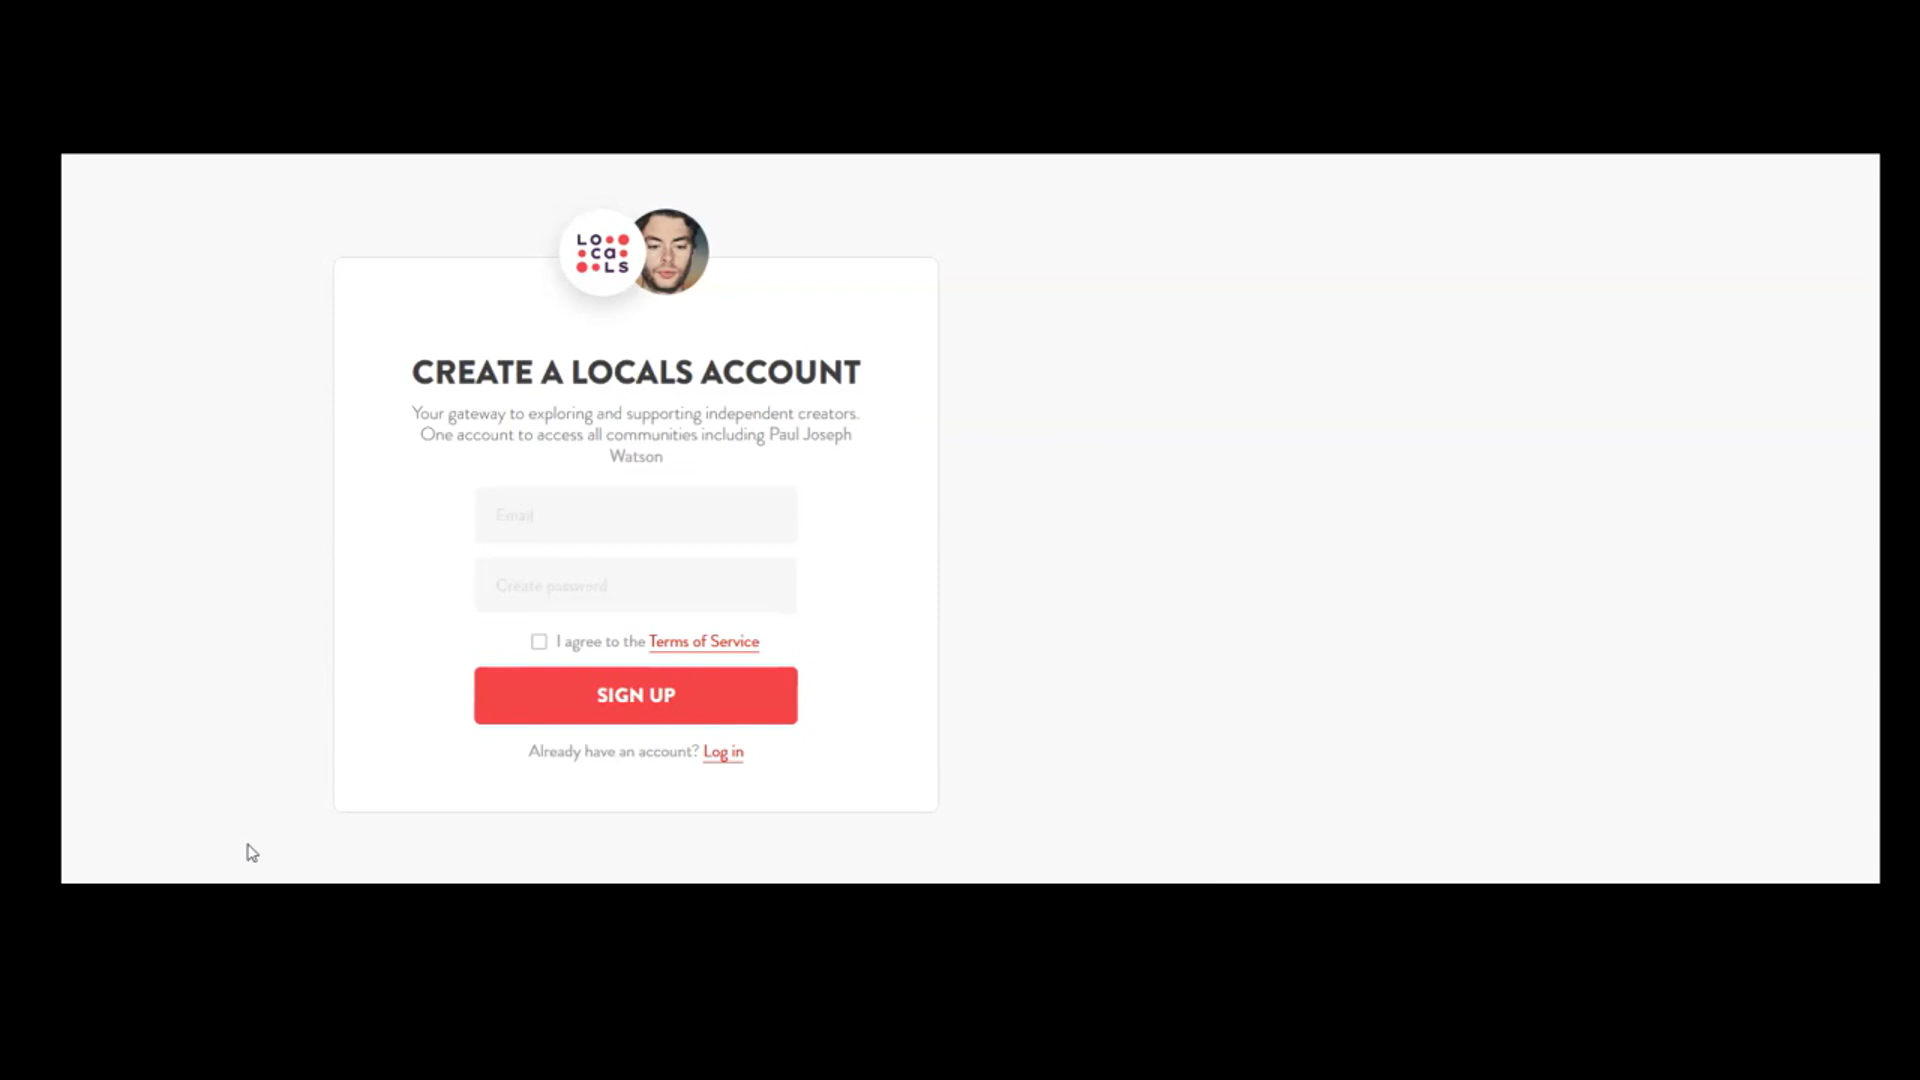 LO
ca
LS
CREATE A LOCALS ACCOUNT
Your gateway to exploring and supporting independent creators.
One account to access all communities including Paul Joseph
Watson
Email
Create password
I agree to the Terms of Service
SIGN UP
Already have an account? Log in